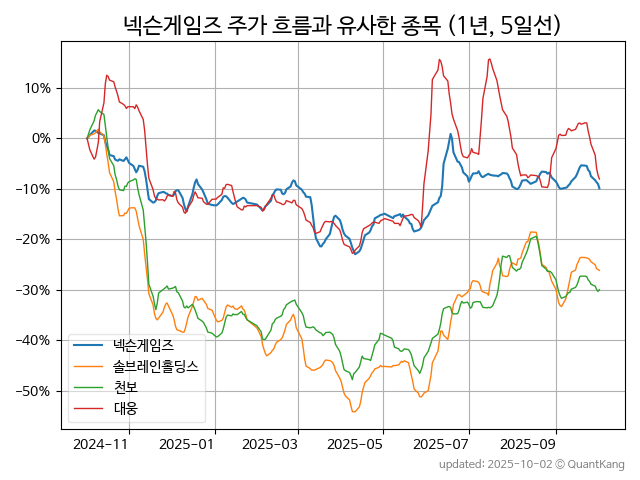 넥슨게임즈 주가 흐름과 유사한 종목 (1년, 5일선)
10%
0%
−10%
−20%
−30%
−40%
−50%
넥슨게임즈
솔브레인홀딩스
천보
대웅
2024−11
2025−01
2025−03
2025−05
2025−07
2025−09
updated: 2025-10-02 © QuantKang